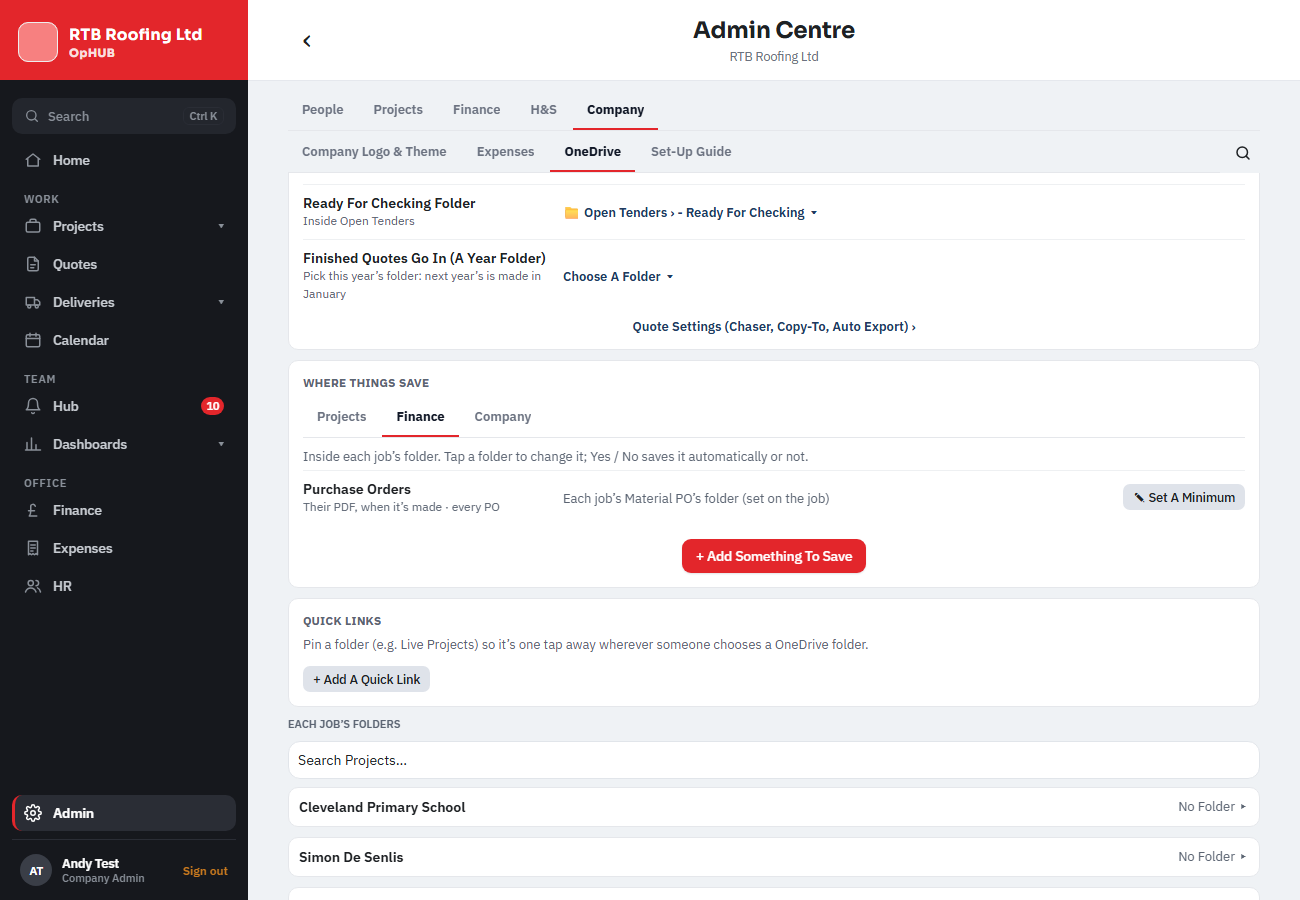 RTB Roofing Ltd
OpHUB
Search
Ctrl K
Home
WORK
Projects
Quotes
Deliveries
Calendar
TEAM
Hub
10
Dashboards
OFFICE
Finance
Expenses
HR
Admin
AT
Andy Test
Company Admin
Sign out
Admin Centre
RTB Roofing Ltd
People
Projects
Finance
H&S
Company
Company Logo & Theme
Expenses
OneDrive
Set-Up Guide
Ready For Checking Folder
Inside Open Tenders
Open Tenders › - Ready For Checking
Finished Quotes Go In (A Year Folder)
Pick this year’s folder: next year’s is made in
January
Choose A Folder
Quote Settings (Chaser, Copy-To, Auto Export) ›
WHERE THINGS SAVE
Projects
Finance
Company
Inside each job’s folder. Tap a folder to change it; Yes / No saves it automatically or not.
Purchase Orders
Their PDF, when it’s made · every PO
Each job’s Material PO’s folder (set on the job)
Set A Minimum
+ Add Something To Save
QUICK LINKS
Pin a folder (e.g. Live Projects) so it’s one tap away wherever someone chooses a OneDrive folder.
+ Add A Quick Link
EACH JOB’S FOLDERS
Search Projects...
Cleveland Primary School
No Folder
Simon De Senlis
No Folder